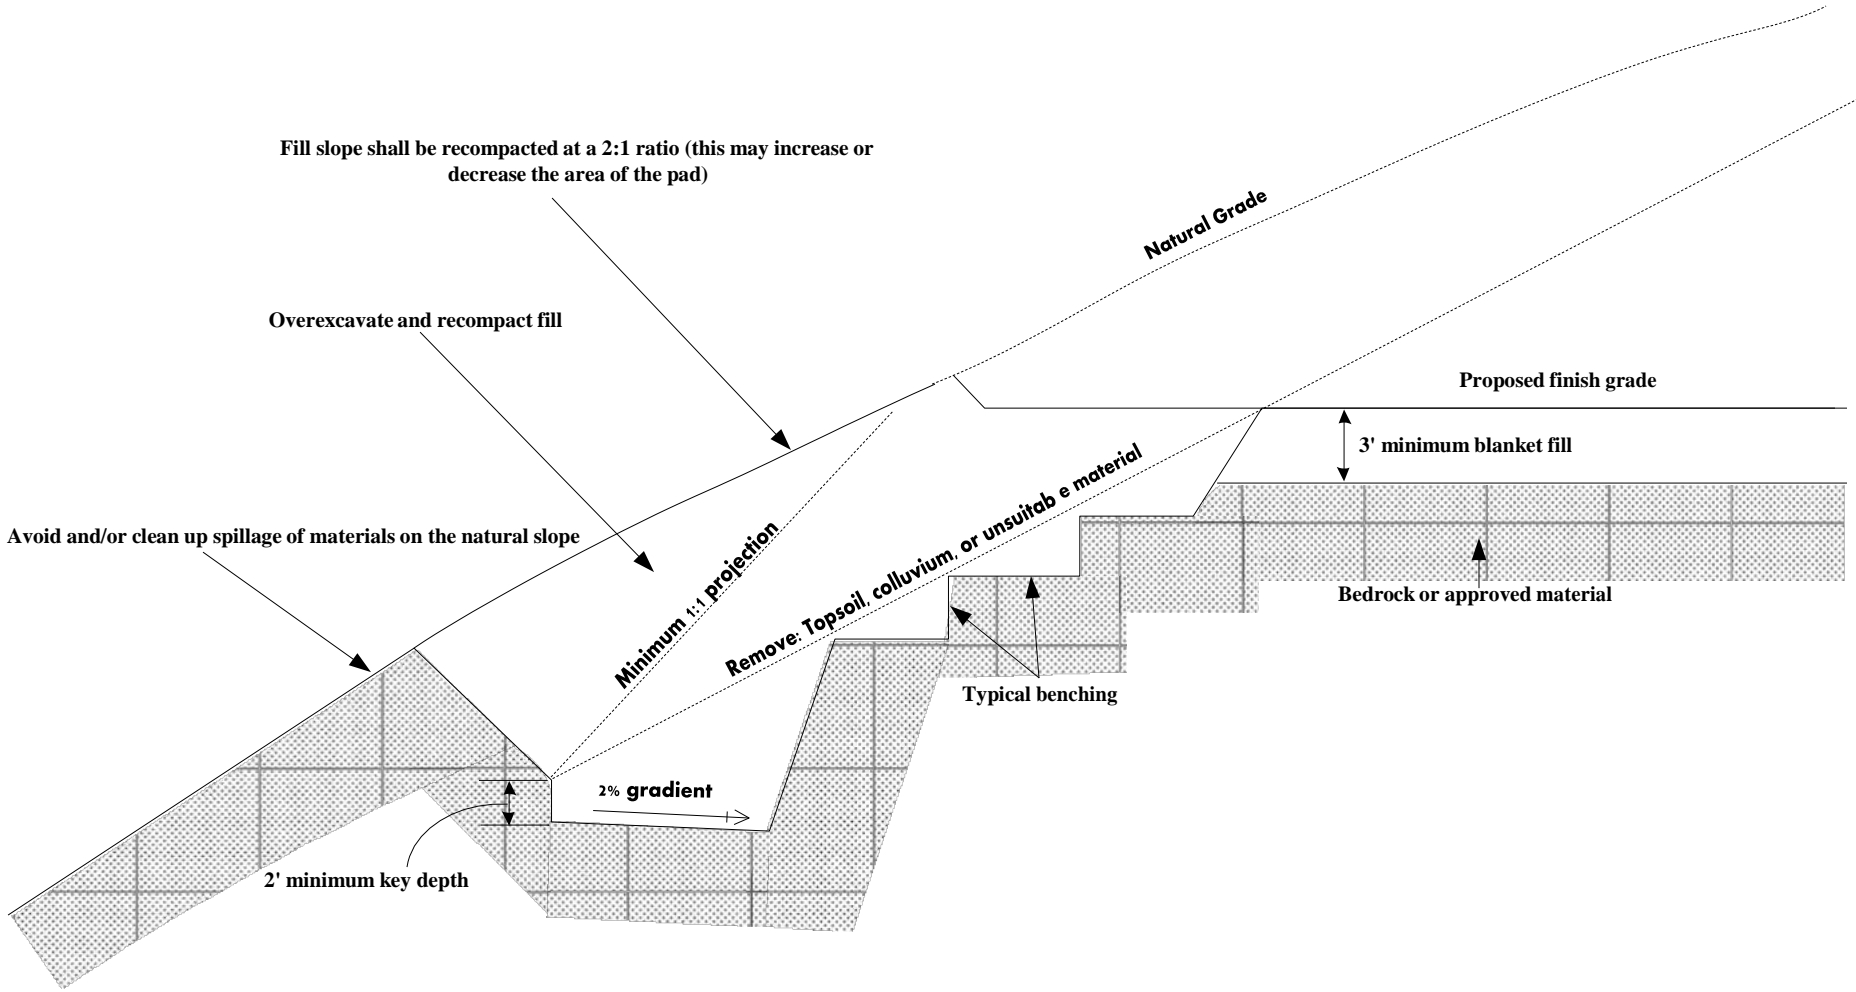 Fill slope shall be recompacted at a 2:1 ratio (this may increase or
decrease the area of the pad)
Natural Grade
Overexcavate and recompact fill
Proposed finish grade
3' minimum blanket fill
Avoid and/or clean up spillage of materials on the natural slope
Minimum 1:1 projection
Remove: Topsoil, colluvium, or unsuitab e material
Bedrock or approved material
Typical benching
2% gradient
2' minimum key depth